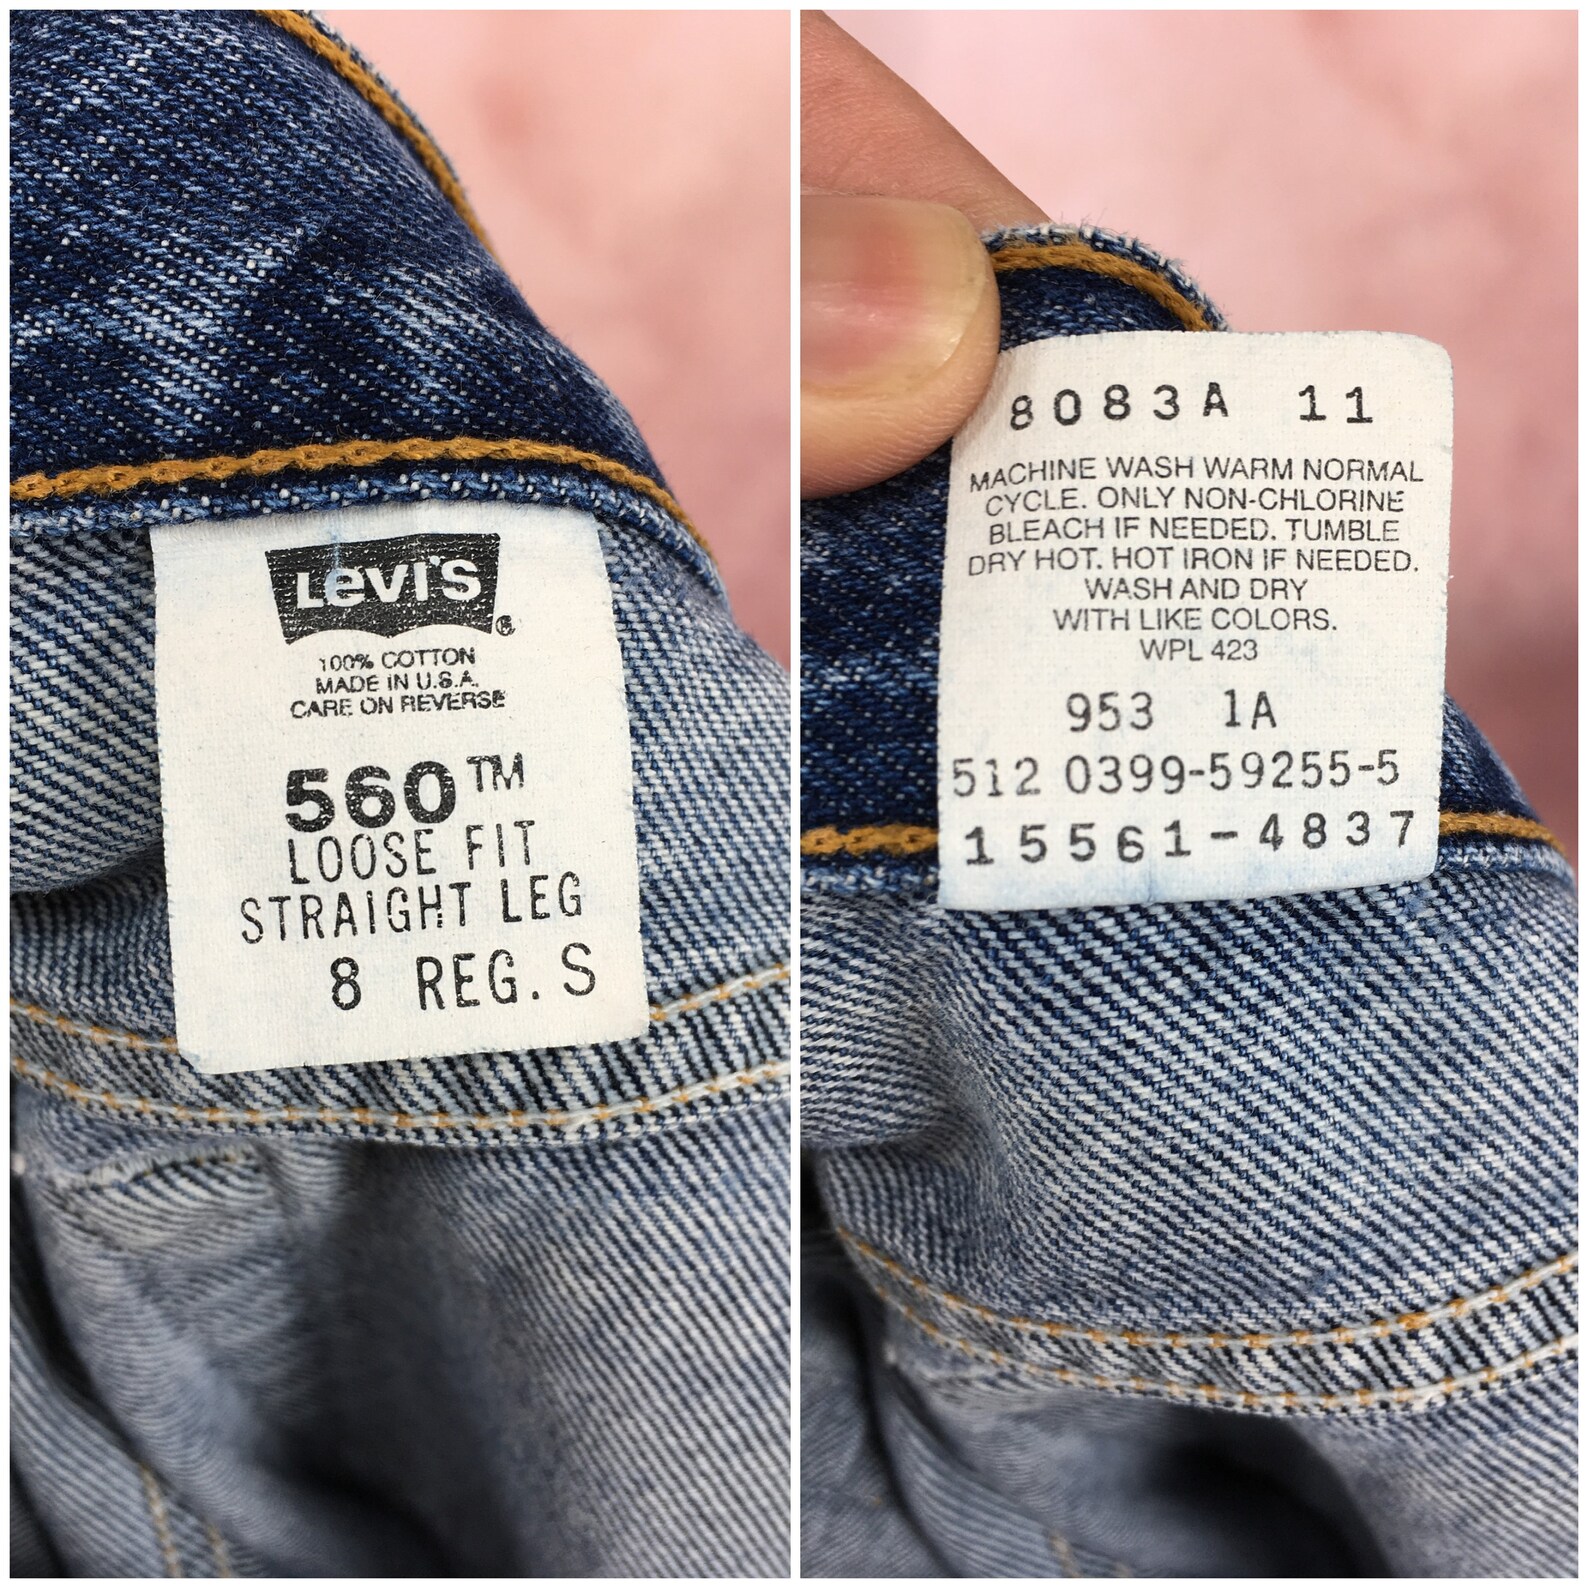 Levi's®
100% COTTON
MADE IN U.S.A.
CARE ON REVERSE
560™
LOOSE FIT
STRAIGHT LEG
8 REG. S
8083A 11
MACHINE WASH WARM NORMAL
CYCLE. ONLY NON-CHLORINE
BLEACH IF NEEDED. TUMBLE
DRY HOT. HOT IRON IF NEEDED.
WASH AND DRY
WITH LIKE COLORS.
WPL 423
953 1A
512 0399-59255-5
15561-4837